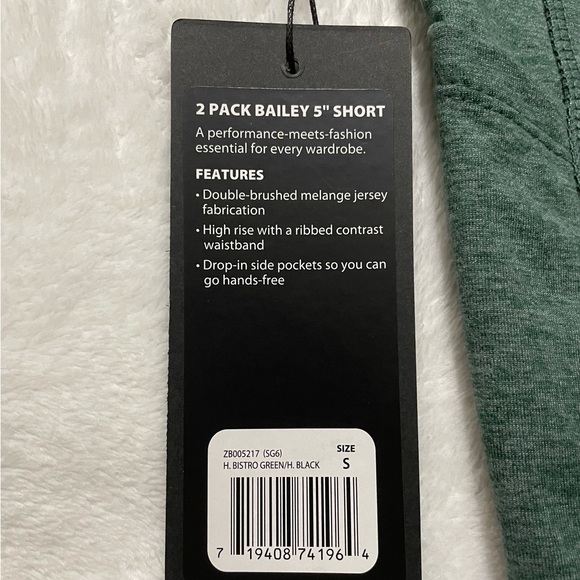 2 PACK BAILEY 5" SHORT
A performance-meets-fashion
essential for every wardrobe.
FEATURES
• Double-brushed melange jersey
fabrication
• High rise with a ribbed contrast
waistband
• Drop-in side pockets so you can
go hands-free
ZB005217 (SG6)
H. BISTRO GREEN/H. BLACK
SIZE
S
7 19408 74196 4